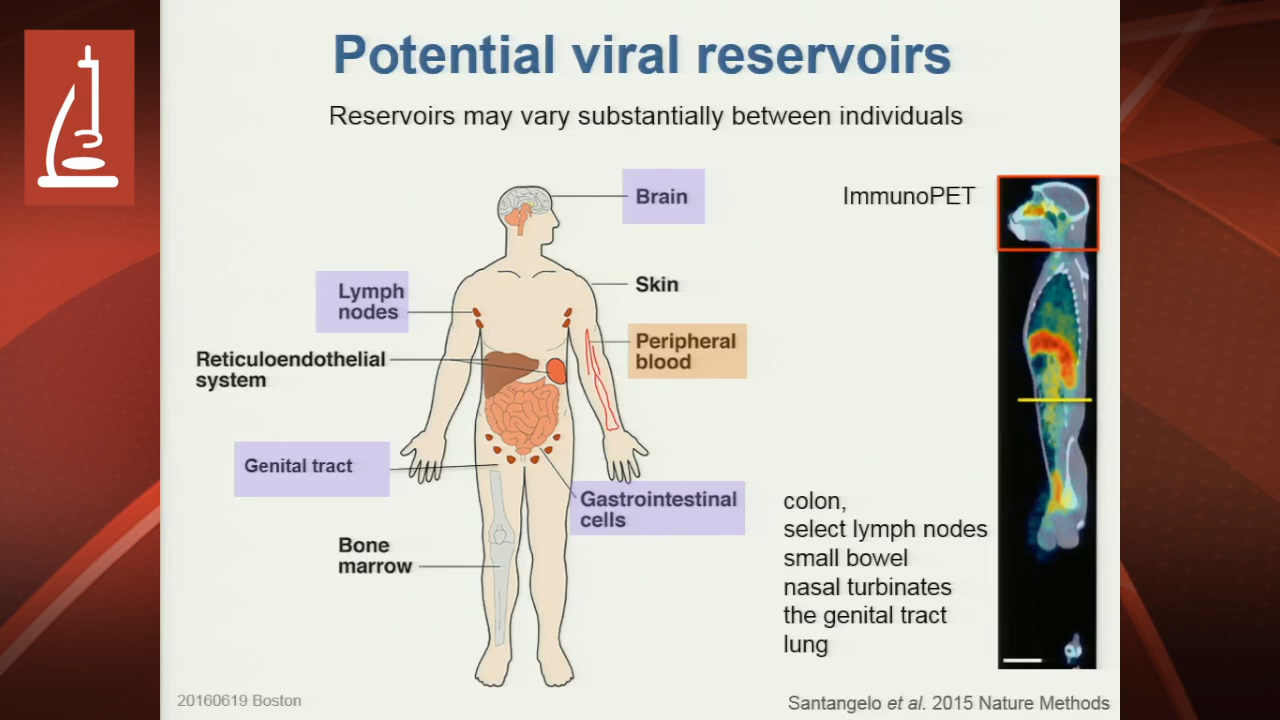 Potential viral reservoirs
Reservoirs may vary substantially between individuals
Brain
ImmunoPET
Skin
Lymph
nodes
Peripheral
blood
Reticuloendothelial
system
Genital tract
Gastrointestinal
cells
Bone
marrow
colon,
select lymph nodes
small bowel
nasal turbinates
the genital tract
lung
20160619 Boston
Santangelo et al. 2015 Nature Methods